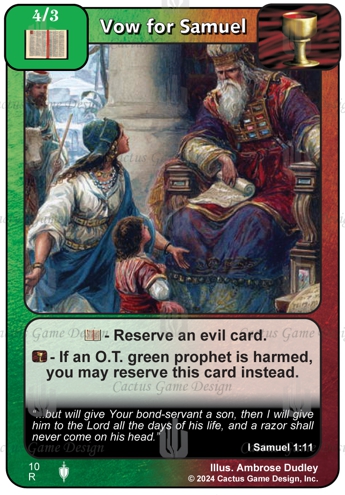 4/3
Vow for Samuel
- Reserve an evil card.
- If an O.T. green prophet is harmed,
you may reserve this card instead.
Cactus Game Design
"...but will give Your bond-servant a son, then I will give
him to the Lord all the days of his life, and a razor shall
never come on his head."
I Samuel 1:11
10
R
Illus. Ambrose Dudley
© 2024 Cactus Game Design, Inc.